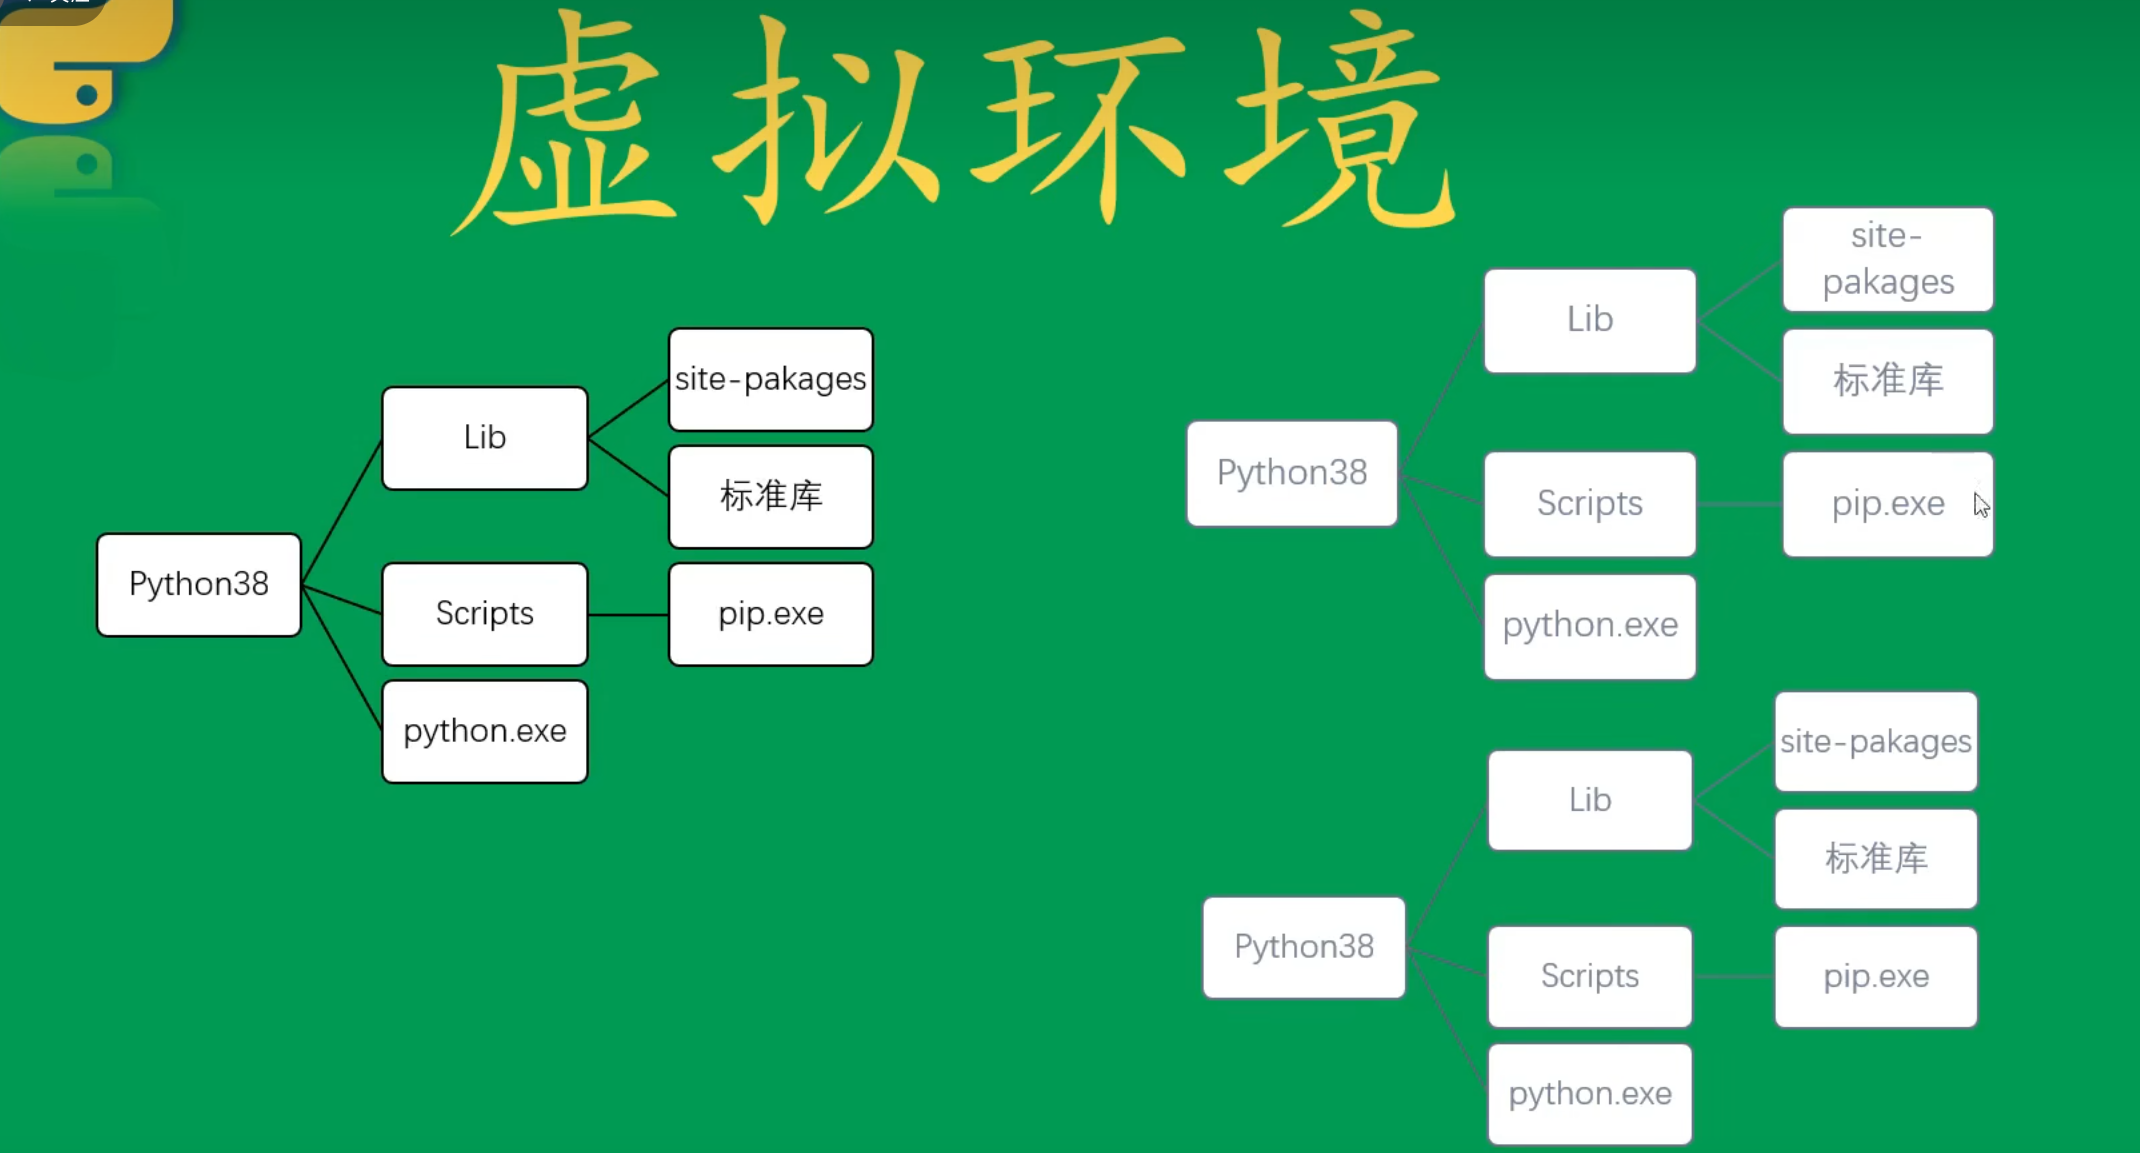 虚拟环境
Python38
Lib
site-pakages
标准库
Scripts
pip.exe
python.exe
Python38
Lib
site-
pakages
标准库
Scripts
pip.exe
python.exe
Python38
Lib
site-pakages
标准库
Scripts
pip.exe
python.exe